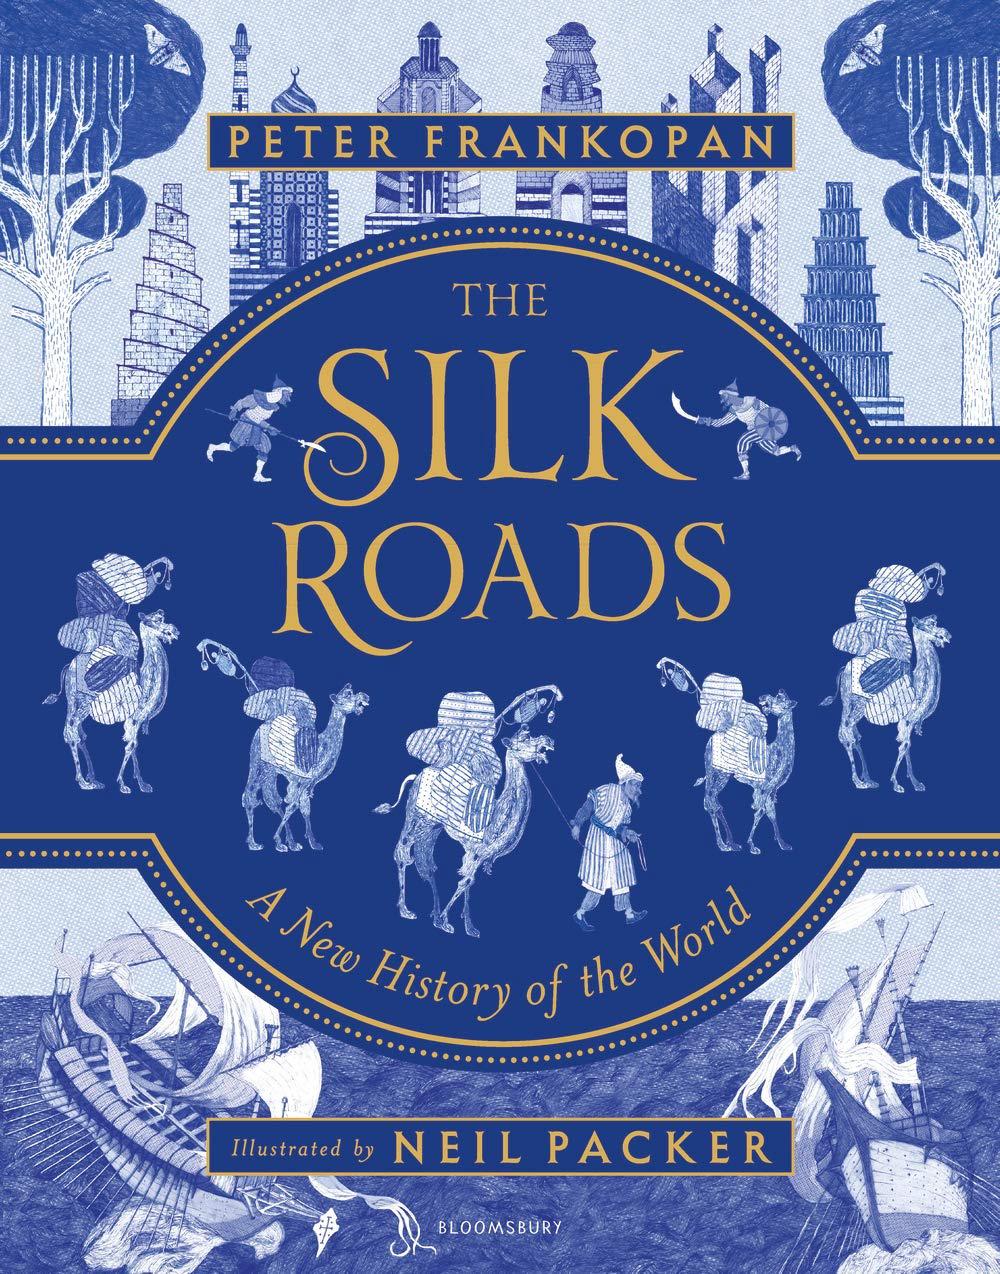 PETER FRANKOPAN
THE
SILK
ROADS
A New History of the World
Illustrated by NEIL PACKER
BLOOMSBURY